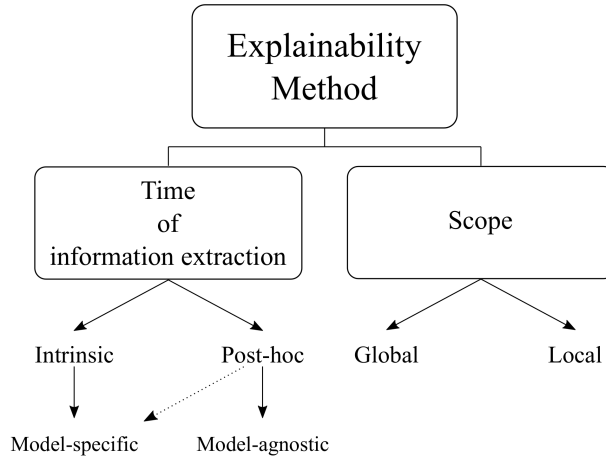 Explainability
Method
Time
of
information extraction
Scope
Intrinsic
Post-hoc
Global
Local
Model-specific
Model-agnostic